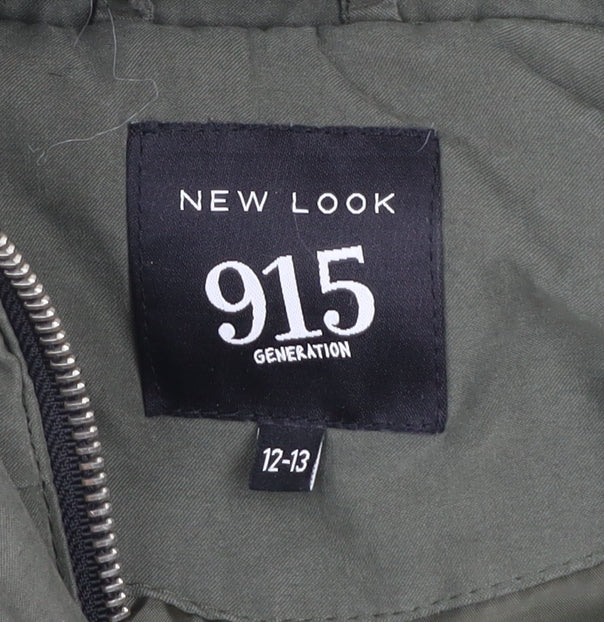 NEW LOOK
915
GENERATION
12-13